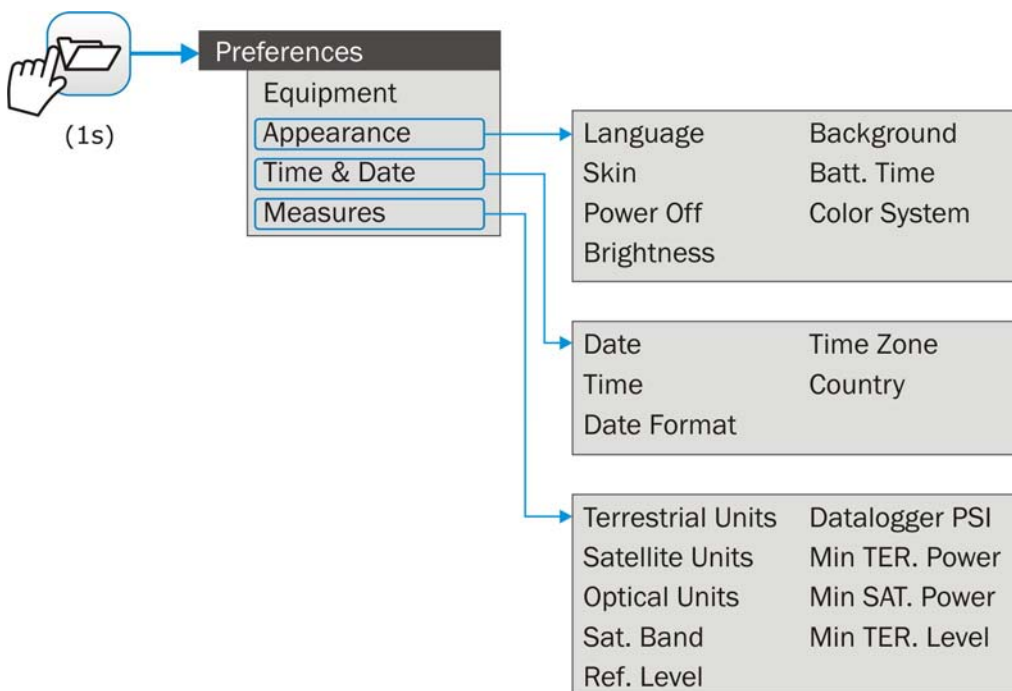 (1s)
Preferences
Equipment
Appearance
Time & Date
Measures
Language
Skin
Power Off
Brightness
Background
Batt. Time
Color System
Date
Time
Date Format
Time Zone
Country
Terrestrial Units
Satellite Units
Optical Units
Sat. Band
Ref. Level
Datalogger PSI
Min TER. Power
Min SAT. Power
Min TER. Level